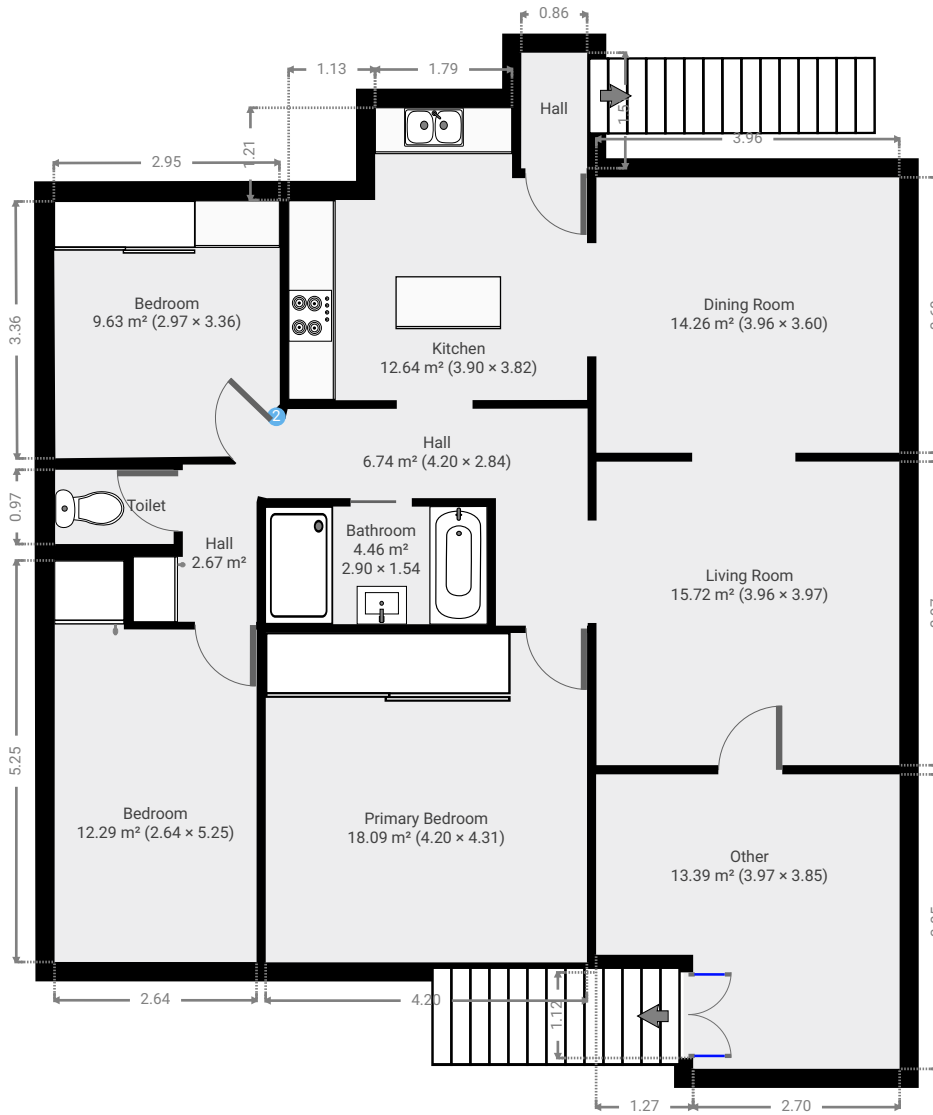 0.86
1.13
1.79
Hall
3.96
1.21
2.95
Bedroom
9.63 m² (2.97 × 3.36)
3.36
Dining Room
14.26 m² (3.96 × 3.60)
Kitchen
12.64 m² (3.90 × 3.82)
2
Hall
6.74 m² (4.20 × 2.84)
0.97
Toilet
Hall
2.67 m²
Bathroom
4.46 m²
2.90 × 1.54
Living Room
15.72 m² (3.96 × 3.97)
5.25
Bedroom
12.29 m² (2.64 × 5.25)
Primary Bedroom
18.09 m² (4.20 × 4.31)
Other
13.39 m² (3.97 × 3.85)
2.64
4.20
1.12
1.27
2.70